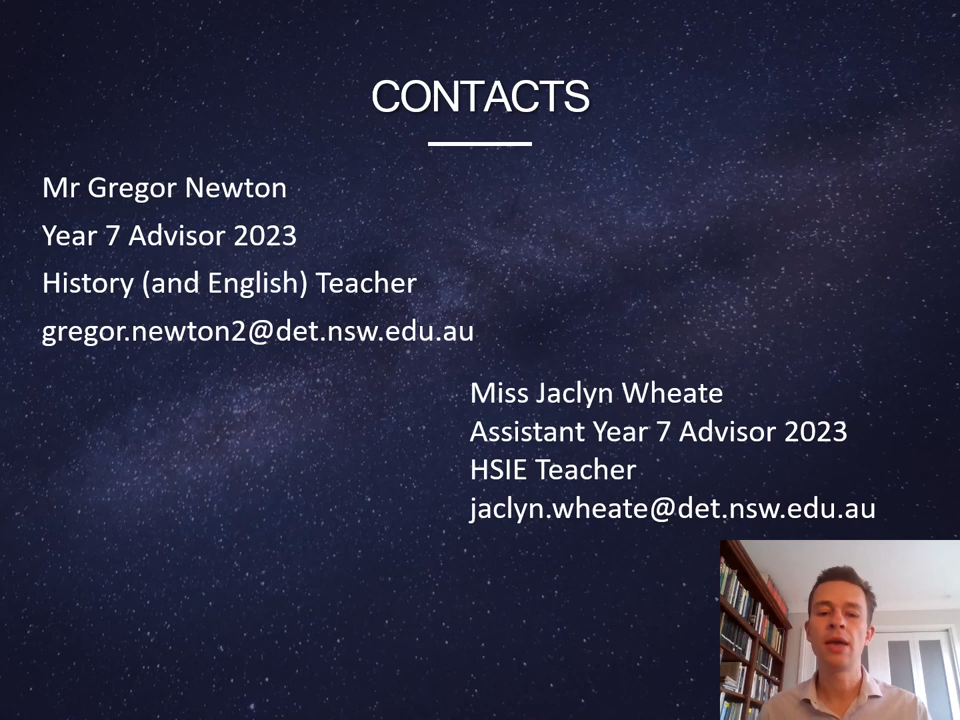 CONTACTS
Mr Gregor Newton
Year 7 Advisor 2023
History (and English) Teacher
gregor.newton2@det.nsw.edu.au
Miss Jaclyn Wheate
Assistant Year 7 Advisor 2023
HSIE Teacher
jaclyn.wheate@det.nsw.edu.au